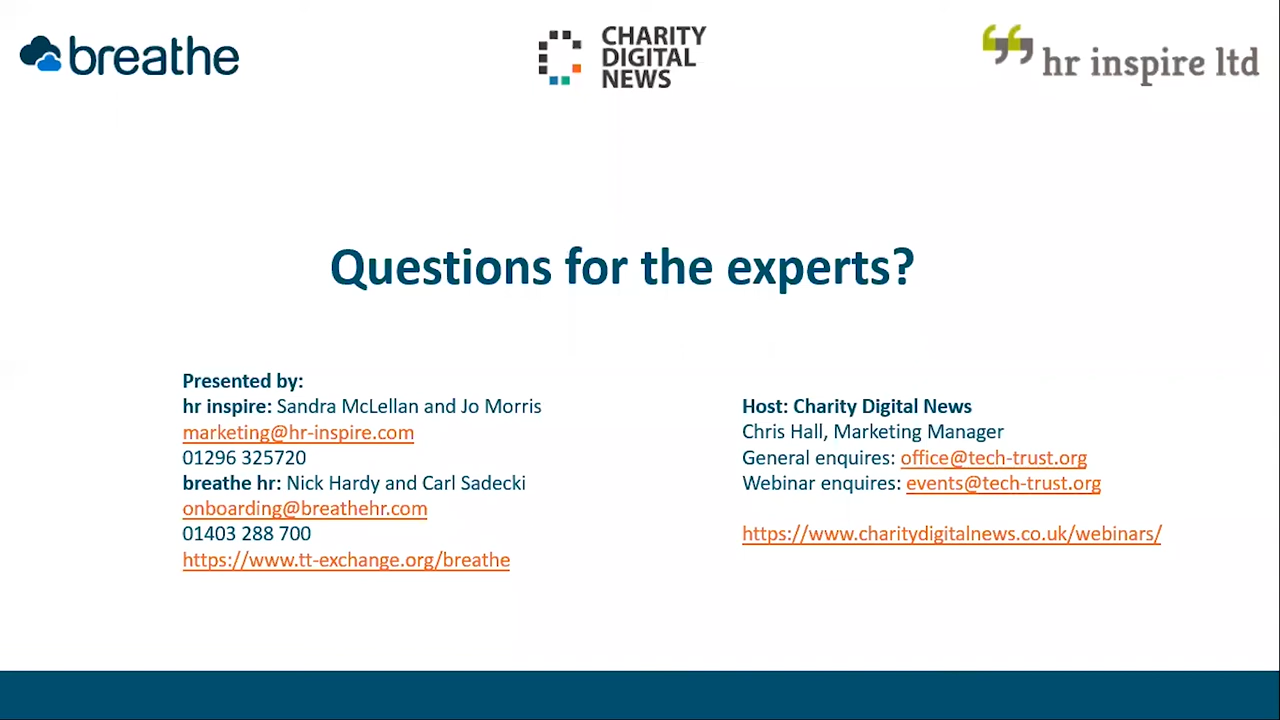 breathe
CHARITY
DIGITAL
NEWS
hr inspire ltd
Questions for the experts?
Presented by:
hr inspire: Sandra McLellan and Jo Morris
marketing@hr-inspire.com
01296 325720
breathe hr: Nick Hardy and Carl Sadecki
onboarding@breathehr.com
01403 288 700
https://www.tt-exchange.org/breathe
Host: Charity Digital News
Chris Hall, Marketing Manager
General enquires: office@tech-trust.org
Webinar enquires: events@tech-trust.org
https://www.charitydigitalnews.co.uk/webinars/